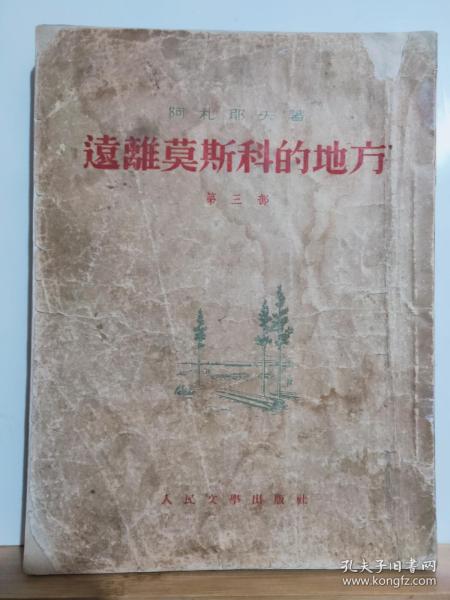 阿札耶夫著
遠離莫斯科的地方
第三部
人民文學出版社
孔夫子旧书网
www.kongfz.com